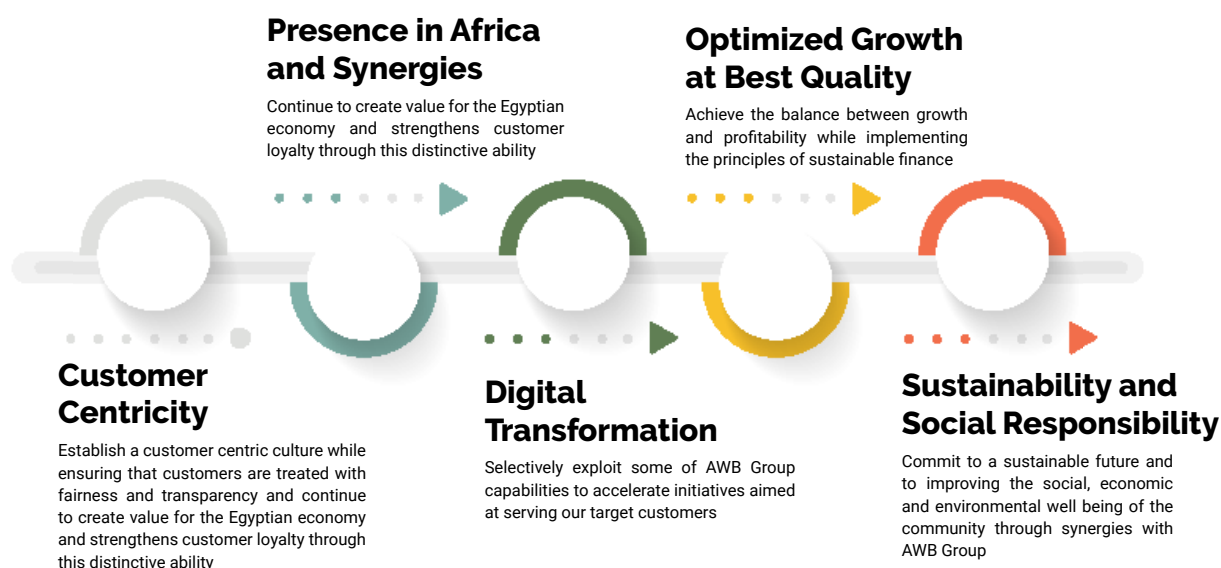 Presence in Africa
and Synergies
Continue to create value for the Egyptian
economy and strengthens customer
loyalty through this distinctive ability
Optimized Growth
at Best Quality
Achieve the balance between growth
and profitability while implementing
the principles of sustainable finance
Customer
Centricity
Establish a customer centric culture while
ensuring that customers are treated with
fairness and transparency and continue
to create value for the Egyptian economy
and strengthens customer loyalty through
this distinctive ability
Digital
Transformation
Selectively exploit some of AWB Group
capabilities to accelerate initiatives aimed
at serving our target customers
Sustainability and
Social Responsibility
Commit to a sustainable future and
to improving the social, economic
and environmental well being of the
community through synergies with
AWB Group